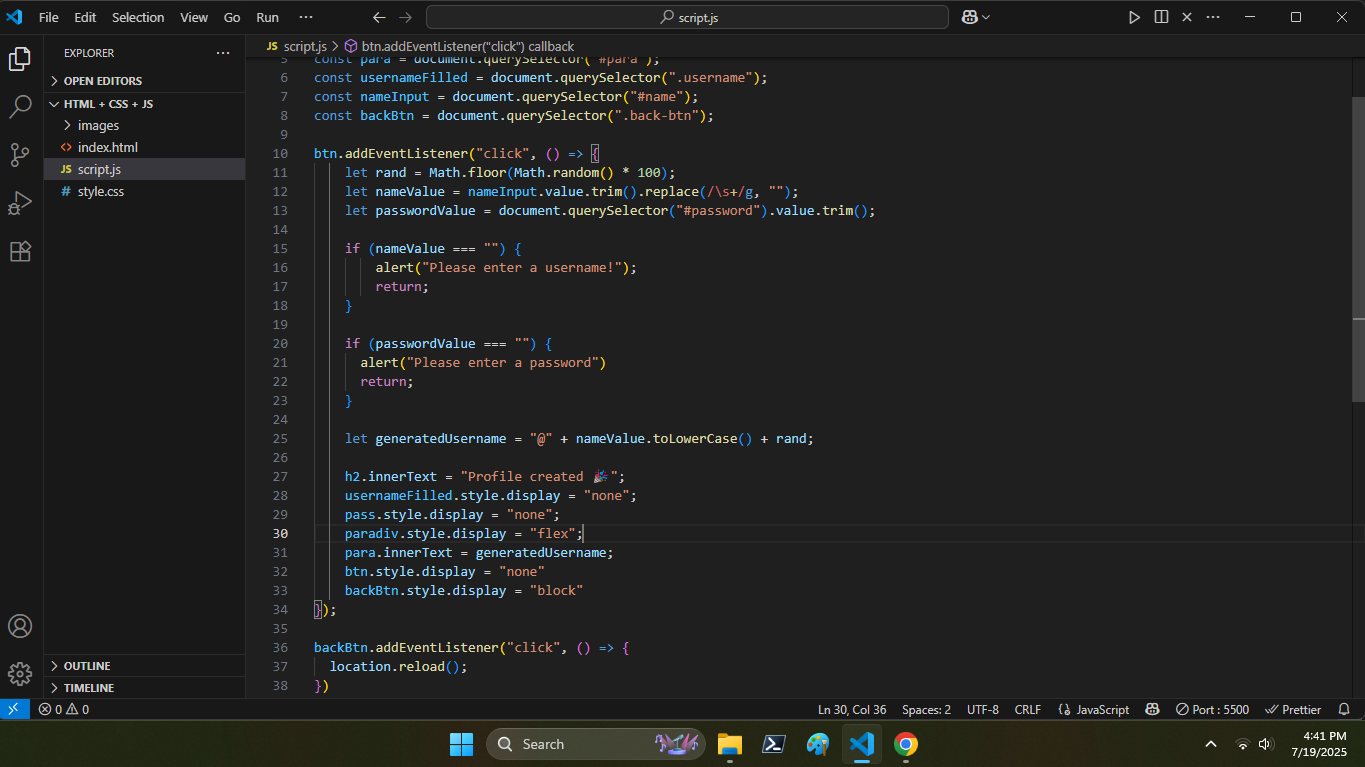 File Edit Selection View Go Run ··· script.js
EXPLORER ···
OPEN EDITORS
HTML + CSS + JS
images
<> index.html
JS script.js
# style.css
OUTLINE
TIMELINE
JS script.js > btn.addEventListener("click") callback
5 const para = document.querySelector("#para");
6 const usernameFilled = document.querySelector(".username");
7 const nameInput = document.querySelector("#name");
8 const backBtn = document.querySelector(".back-btn");
9
10 btn.addEventListener("click", () => {
11 let rand = Math.floor(Math.random() * 100);
12 let nameValue = nameInput.value.trim().replace(/\s+/g, "");
13 let passwordValue = document.querySelector("#password").value.trim();
14
15 if (nameValue === "") {
16 alert("Please enter a username!");
17 return;
18 }
19
20 if (passwordValue === "") {
21 alert("Please enter a password")
22 return;
23 }
24
25 let generatedUsername = "@" + nameValue.toLowerCase() + rand;
26
27 h2.innerText = "Profile created 🎉";
28 usernameFilled.style.display = "none";
29 pass.style.display = "none";
30 paradiv.style.display = "flex";
31 para.innerText = generatedUsername;
32 btn.style.display = "none"
33 backBtn.style.display = "block"
34 });
35
36 backBtn.addEventListener("click", () => {
37 location.reload();
38 })
0 0 Ln 30, Col 36 Spaces: 2 UTF-8 CRLF {} JavaScript Port : 5500 Prettier
Search
4:41 PM
7/19/2025